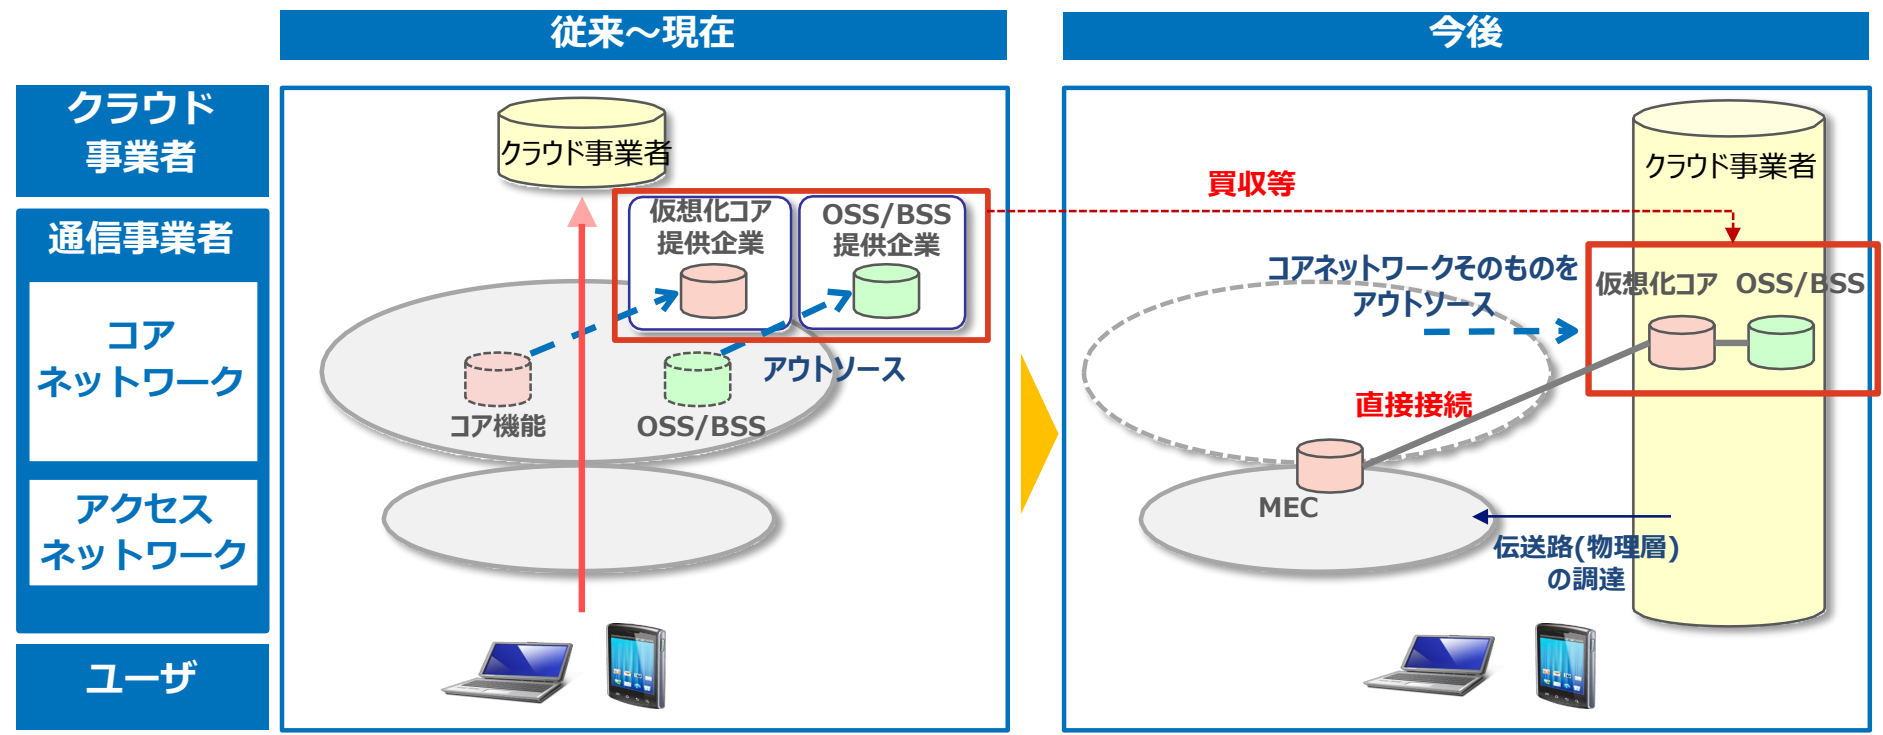 従来～現在
今後
クラウド
事業者
通信事業者
コア
ネットワーク
アクセス
ネットワーク
ユーザ
クラウド事業者
仮想化コア
提供企業
OSS/BSS
提供企業
アウトソース
コア機能
OSS/BSS
クラウド事業者
買収等
コアネットワークそのものを
アウトソース
仮想化コア
OSS/BSS
直接接続
MEC
伝送路(物理層)
の調達